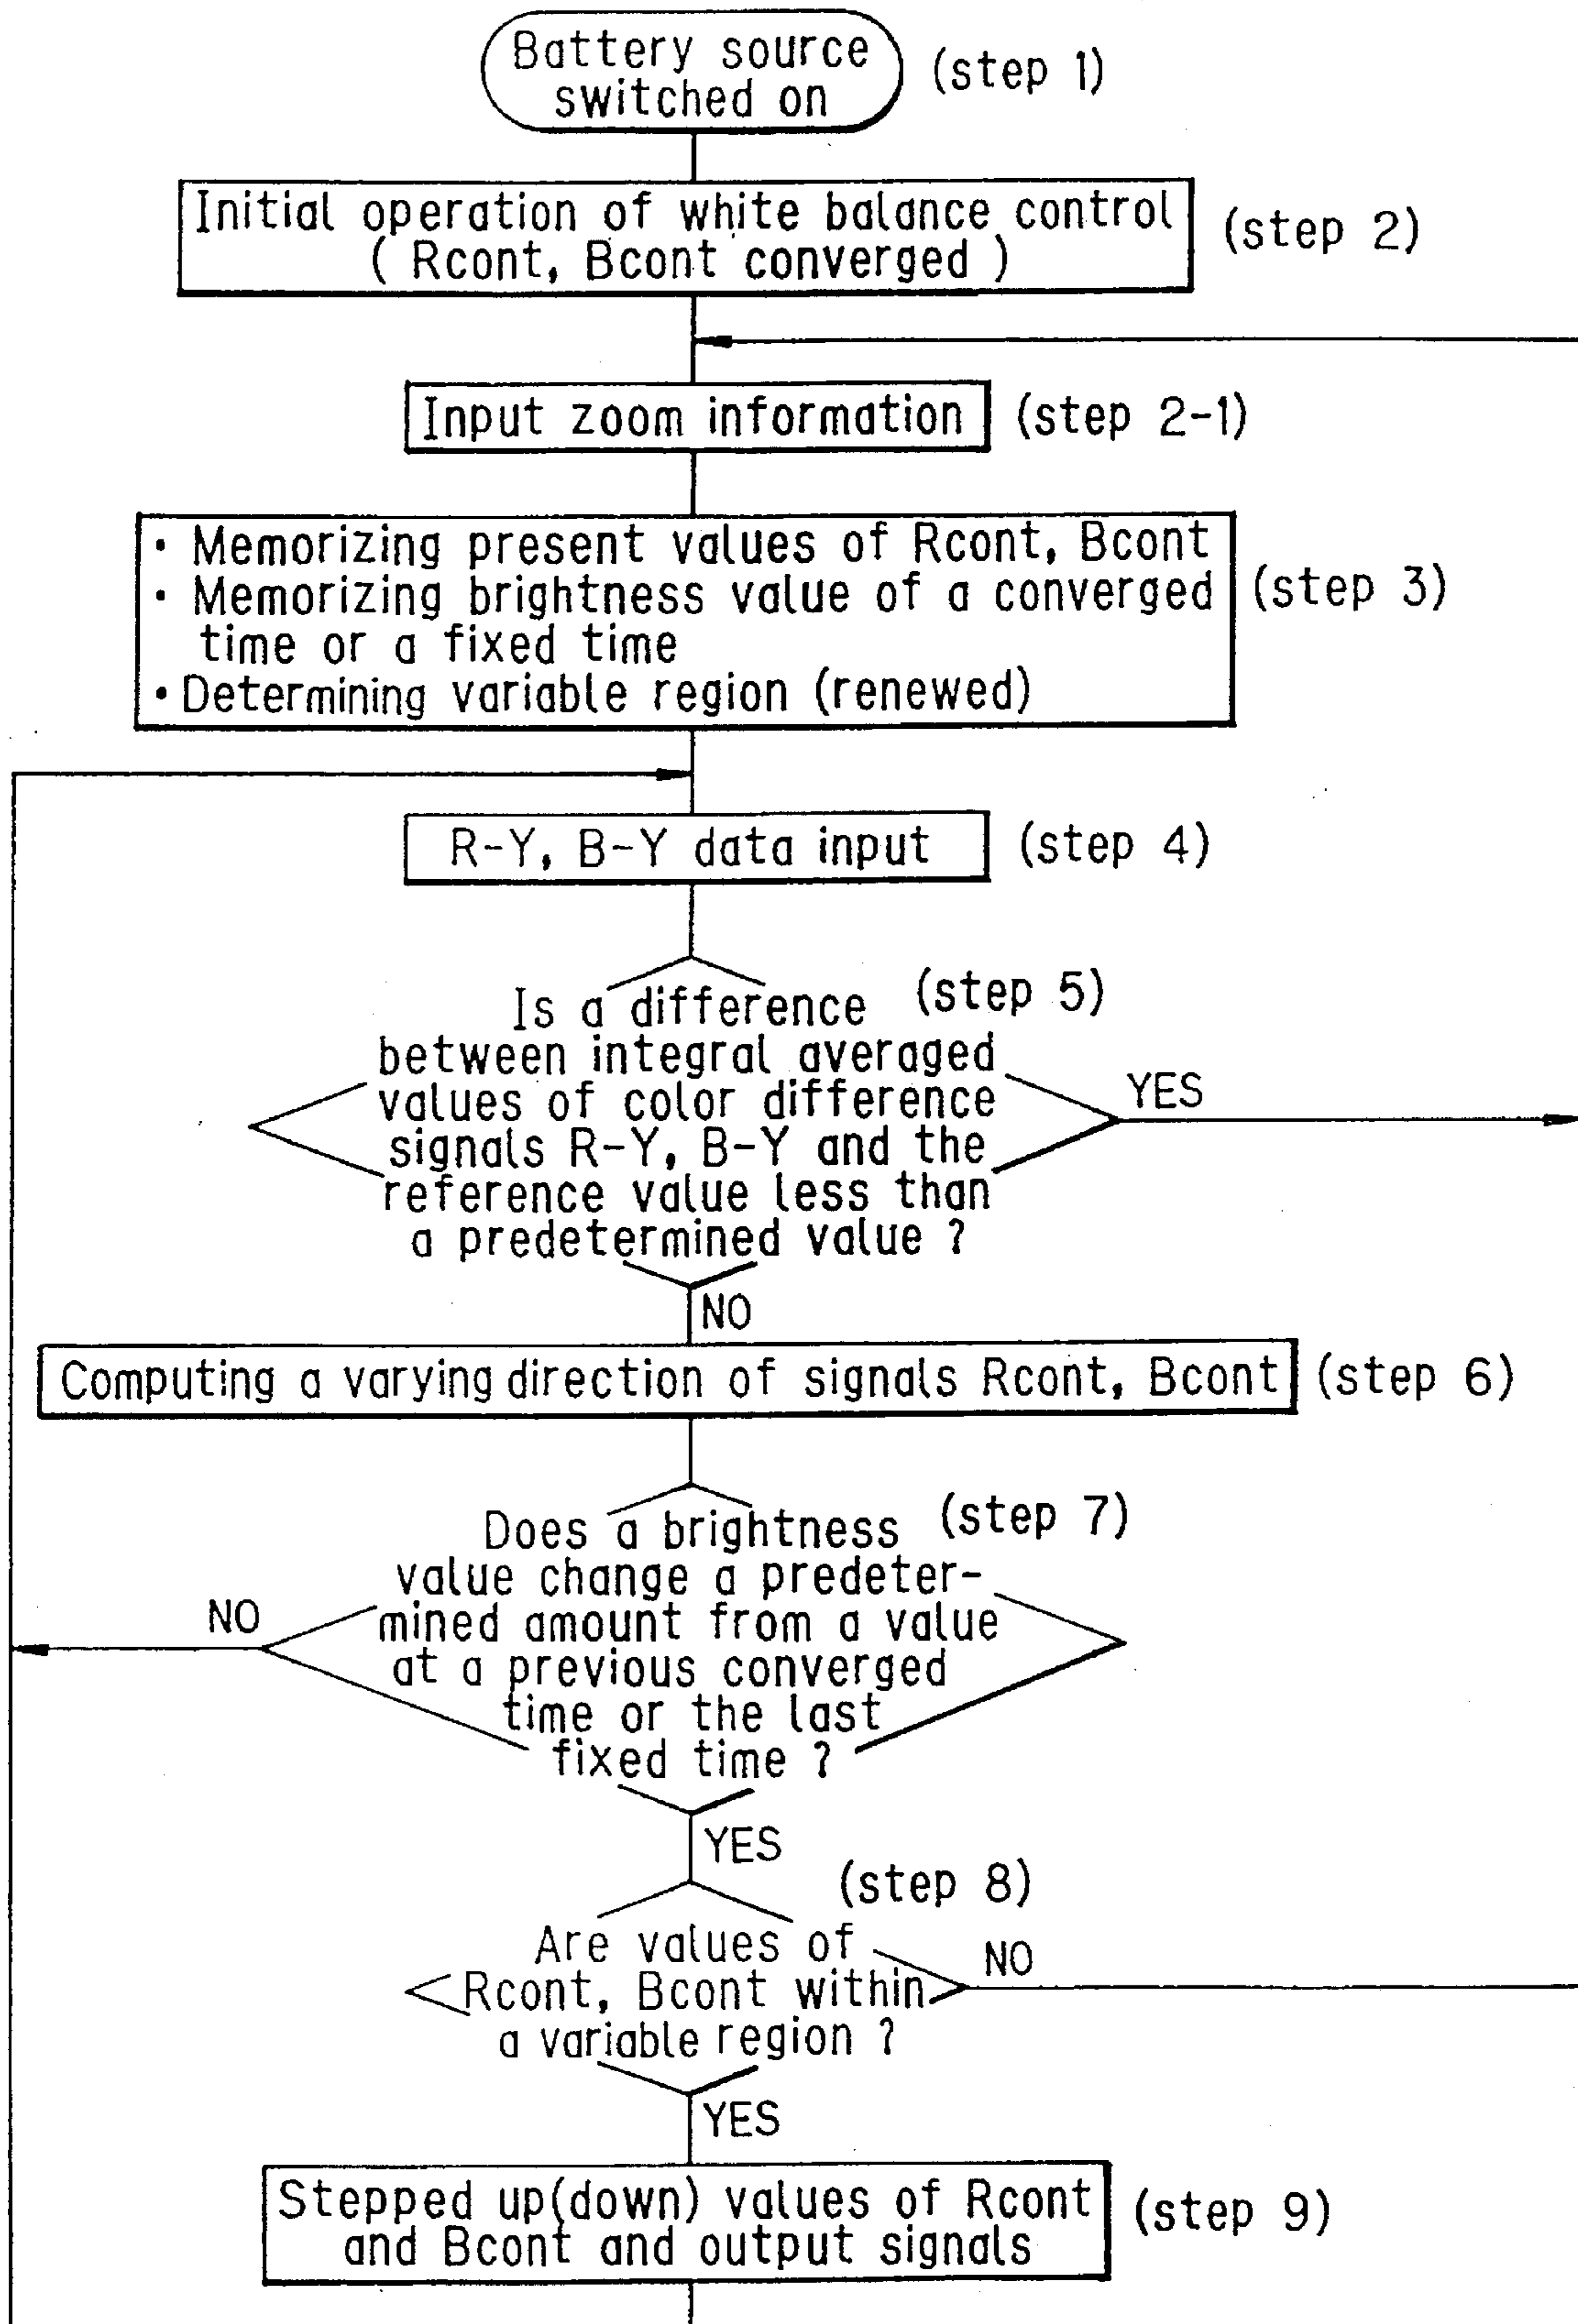 Battery source
switched on
(step 1)
Initial operation of white balance control
( Rcont, Bcont converged )
(step 2)
Input zoom information
(step 2-1)
· Memorizing present values of Rcont, Bcont
· Memorizing brightness value of a converged
time or a fixed time
· Determining variable region (renewed)
(step 3)
R-Y, B-Y data input
(step 4)
(step 5)
Is a difference
between integral averaged
values of color difference
signals R-Y, B-Y and the
reference value less than
a predetermined value ?
YES
NO
Computing a varying direction of signals Rcont, Bcont
(step 6)
(step 7)
Does a brightness
value change a predeter-
mined amount from a value
at a previous converged
time or the last
fixed time ?
NO
YES
(step 8)
Are values of
Rcont, Bcont within
a variable region ?
NO
YES
Stepped up(down) values of Rcont
and Bcont and output signals
(step 9)